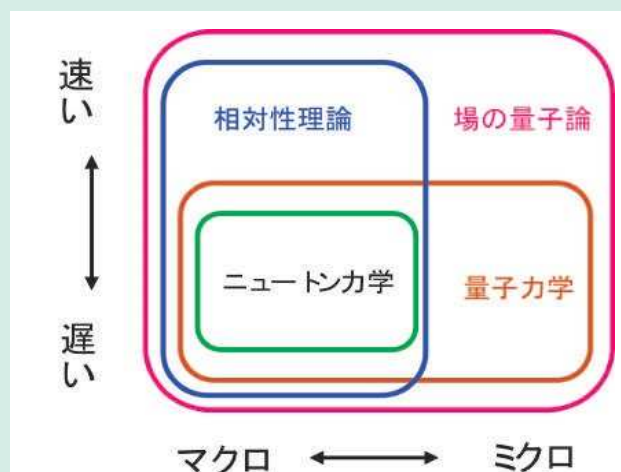 速い
遅い
相対性理論
場の量子論
ニュートン力学
量子力学
マクロ
ミクロ